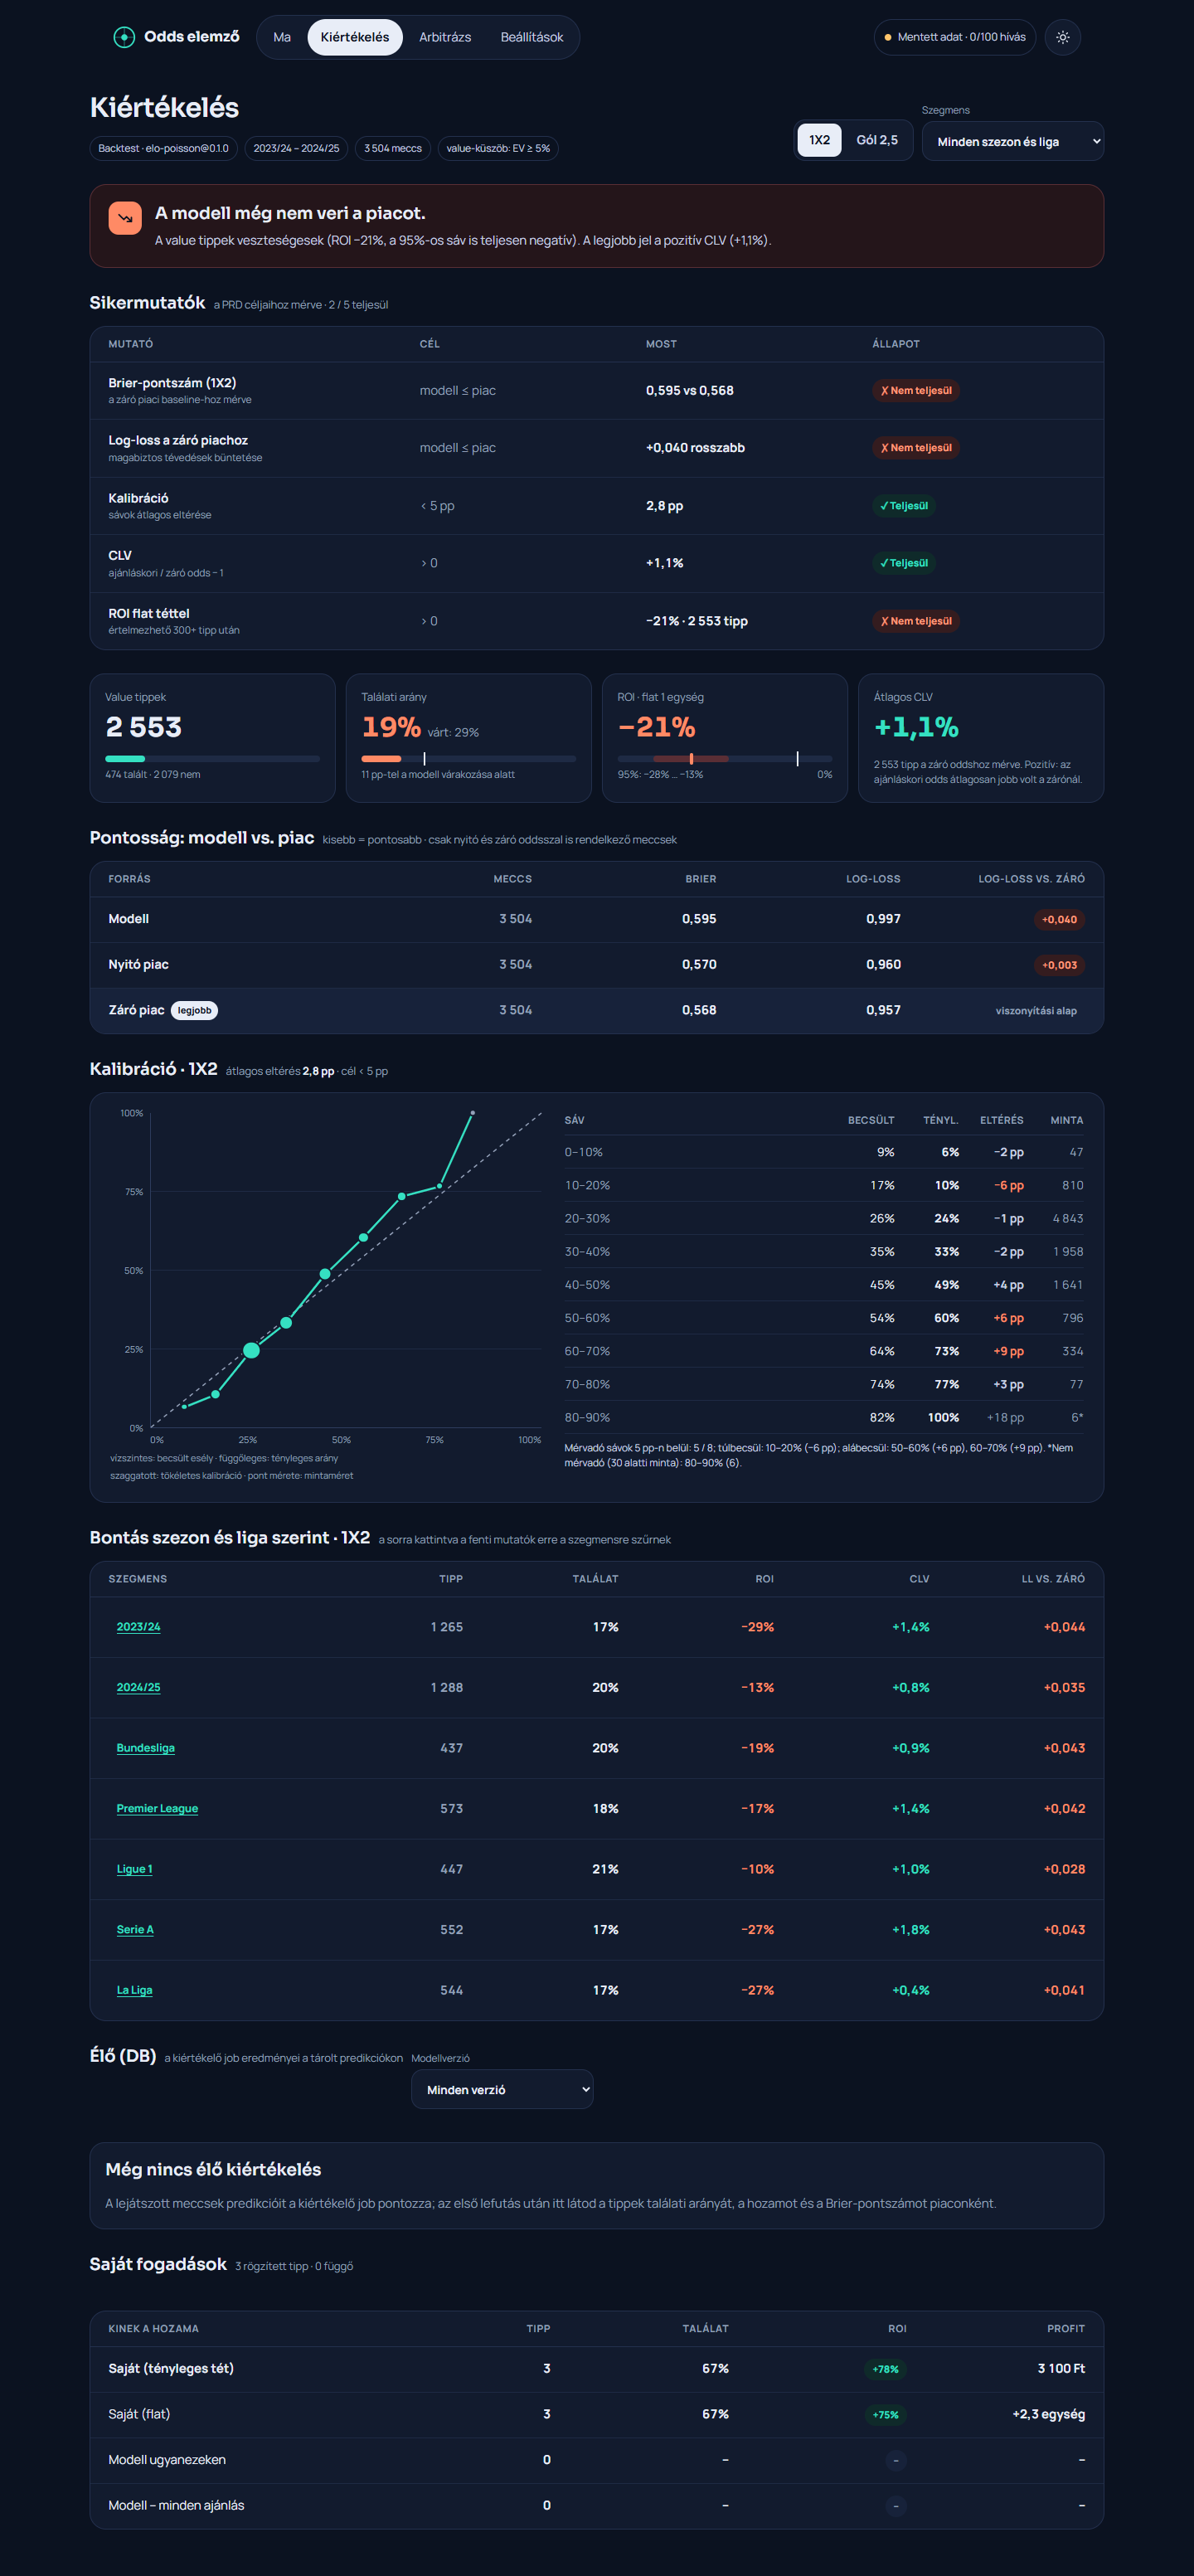 Odds elemző
Ma Kiértékelés Arbitrázs Beállítások
Mentett adat · 0/100 hívás
Kiértékelés
Backtest · elo-poisson@0.1.0 2023/24 – 2024/25 3 504 meccs value-küszöb: EV ≥ 5%
1X2 Gól 2,5
Szegmens
Minden szezon és liga
A modell még nem veri a piacot.
A value tippek veszteségesek (ROI −21%, a 95%-os sáv is teljesen negatív). A legjobb jel a pozitív CLV (+1,1%).
Sikermutatók a PRD céljaihoz mérve · 2 / 5 teljesül
MUTATÓ CÉL MOST ÁLLAPOT
Brier-pontszám (1X2) modell ≤ piac 0,595 vs 0,568 ✗ Nem teljesül
a záró piaci baseline-hoz mérve
Log-loss a záró piachoz modell ≤ piac +0,040 rosszabb ✗ Nem teljesül
magabiztos tévedések büntetése
Kalibráció < 5 pp 2,8 pp ✓ Teljesül
sávok átlagos eltérése
CLV > 0 +1,1% ✓ Teljesül
ajánláskori / záró odds − 1
ROI flat téttel > 0 −21% · 2 553 tipp ✗ Nem teljesül
értelmezhető 300+ tipp után
Value tippek
2 553
474 talált · 2 079 nem
Találati arány
19% várt: 29%
11 pp-tel a modell várakozása alatt
ROI · flat 1 egység
−21%
95%: −28% … −13% 0%
Átlagos CLV
+1,1%
2 553 tipp a záró oddshoz mérve. Pozitív: az
ajánláskori odds átlagosan jobb volt a zárónál.
Pontosság: modell vs. piac kisebb = pontosabb · csak nyitó és záró oddsszal is rendelkező meccsek
FORRÁS MECCS BRIER LOG-LOSS LOG-LOSS VS. ZÁRÓ
Modell 3 504 0,595 0,997 +0,040
Nyitó piac 3 504 0,570 0,960 +0,003
Záró piac legjobb 3 504 0,568 0,957 viszonyítási alap
Kalibráció · 1X2 átlagos eltérés 2,8 pp · cél < 5 pp
100%
75%
50%
25%
0%
0% 25% 50% 75% 100%
vízszintes: becsült esély · függőleges: tényleges arány
szaggatott: tökéletes kalibráció · pont mérete: mintaméret
SÁV BECSÜLT TÉNYL. ELTÉRÉS MINTA
0–10% 9% 6% −2 pp 47
10–20% 17% 10% −6 pp 810
20–30% 26% 24% −1 pp 4 843
30–40% 35% 33% −2 pp 1 958
40–50% 45% 49% +4 pp 1 641
50–60% 54% 60% +6 pp 796
60–70% 64% 73% +9 pp 334
70–80% 74% 77% +3 pp 77
80–90% 82% 100% +18 pp 6*
Mérvadó sávok 5 pp-n belül: 5 / 8; túlbecsül: 10–20% (−6 pp); alábecsül: 50–60% (+6 pp), 60–70% (+9 pp). *Nem
mérvadó (30 alatti minta): 80–90% (6).
Bontás szezon és liga szerint · 1X2 a sorra kattintva a fenti mutatók erre a szegmensre szűrnek
SZEGMENS TIPP TALÁLAT ROI CLV LL VS. ZÁRÓ
2023/24 1 265 17% −29% +1,4% +0,044
2024/25 1 288 20% −13% +0,8% +0,035
Bundesliga 437 20% −19% +0,9% +0,043
Premier League 573 18% −17% +1,4% +0,042
Ligue 1 447 21% −10% +1,0% +0,028
Serie A 552 17% −27% +1,8% +0,043
La Liga 544 17% −27% +0,4% +0,041
Élő (DB) a kiértékelő job eredményei a tárolt predikciókon Modellverzió
Minden verzió
Még nincs élő kiértékelés
A lejátszott meccsek predikcióit a kiértékelő job pontozza; az első lefutás után itt látod a tippek találati arányát, a hozamot és a Brier-pontszámot piaconként.
Saját fogadások 3 rögzített tipp · 0 függő
KINEK A HOZAMA TIPP TALÁLAT ROI PROFIT
Saját (tényleges tét) 3 67% +78% 3 100 Ft
Saját (flat) 3 67% +75% +2,3 egység
Modell ugyanezeken 0 – – –
Modell – minden ajánlás 0 – – –